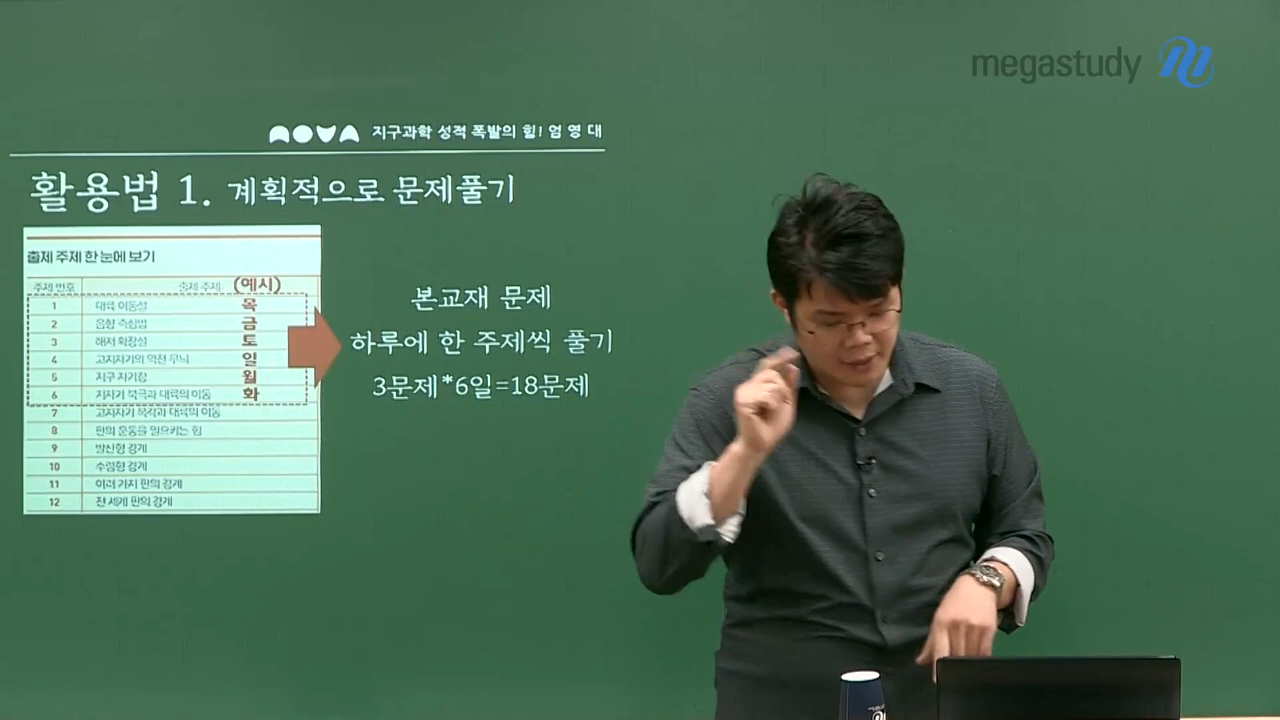 megastudy
NOVA 지구과학 성적 폭발의 힘! 엄영대
활용법 1. 계획적으로 문제풀기
출제 주제 한 눈에 보기
주제 번호 출제 주제 (예시)
1 대륙 이동설 목
2 음향 측심법 금
3 해저 확장설 토
4 고지자기의 역전 무늬 일
5 지구 자기장 월
6 지자기 북극과 대륙의 이동 화
7 고지자기 복각과 대륙의 이동
8 판의 운동을 일으키는 힘
9 발산형 경계
10 수렴형 경계
11 여러 가지 판의 경계
12 전 세계 판의 경계
본교재 문제
하루에 한 주제씩 풀기
3문제*6일=18문제